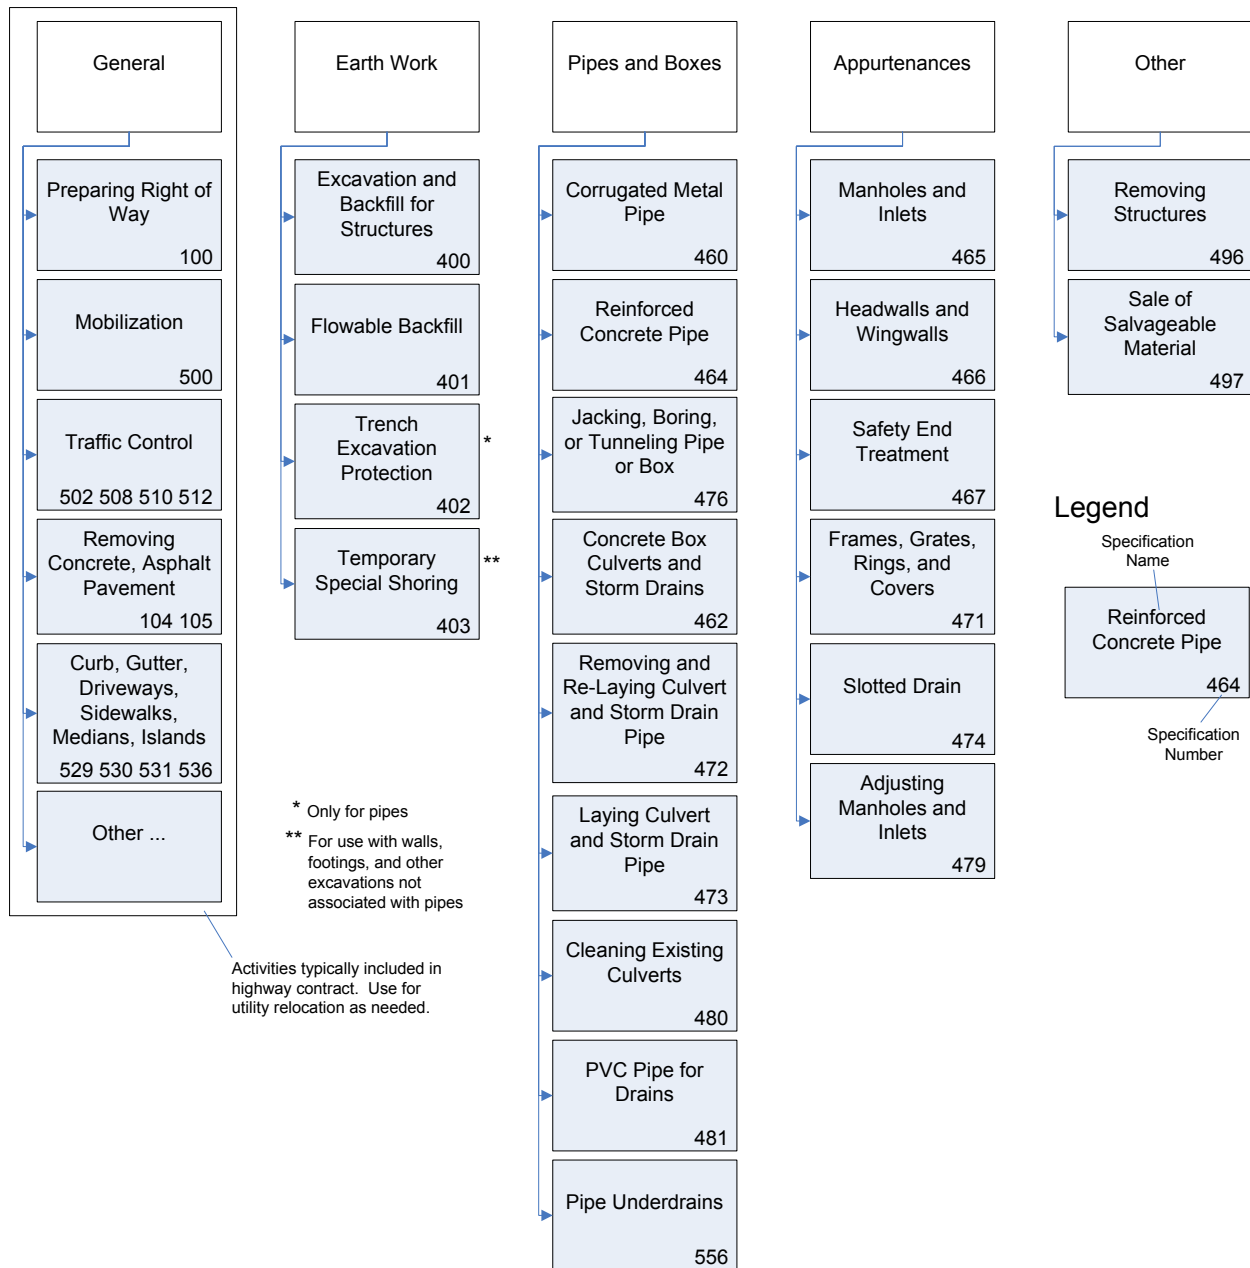 General
Preparing Right of
Way
100
Mobilization
500
Traffic Control
502 508 510 512
Removing
Concrete, Asphalt
Pavement
104 105
Curb, Gutter,
Driveways,
Sidewalks,
Medians, Islands
529 530 531 536
Other ...
Activities typically included in
highway contract.  Use for
utility relocation as needed.
Earth Work
Excavation and
Backfill for
Structures
400
Flowable Backfill
401
Trench
Excavation
Protection
402
*
Temporary
Special Shoring
403
**
* Only for pipes
** For use with walls,
footings, and other
excavations not
associated with pipes
Pipes and Boxes
Corrugated Metal
Pipe
460
Reinforced
Concrete Pipe
464
Jacking, Boring,
or Tunneling Pipe
or Box
476
Concrete Box
Culverts and
Storm Drains
462
Removing and
Re-Laying Culvert
and Storm Drain
Pipe
472
Laying Culvert
and Storm Drain
Pipe
473
Cleaning Existing
Culverts
480
PVC Pipe for
Drains
481
Pipe Underdrains
556
Appurtenances
Manholes and
Inlets
465
Headwalls and
Wingwalls
466
Safety End
Treatment
467
Frames, Grates,
Rings, and
Covers
471
Slotted Drain
474
Adjusting
Manholes and
Inlets
479
Other
Removing
Structures
496
Sale of
Salvageable
Material
497
Legend
Specification
Name
Reinforced
Concrete Pipe
464
Specification
Number